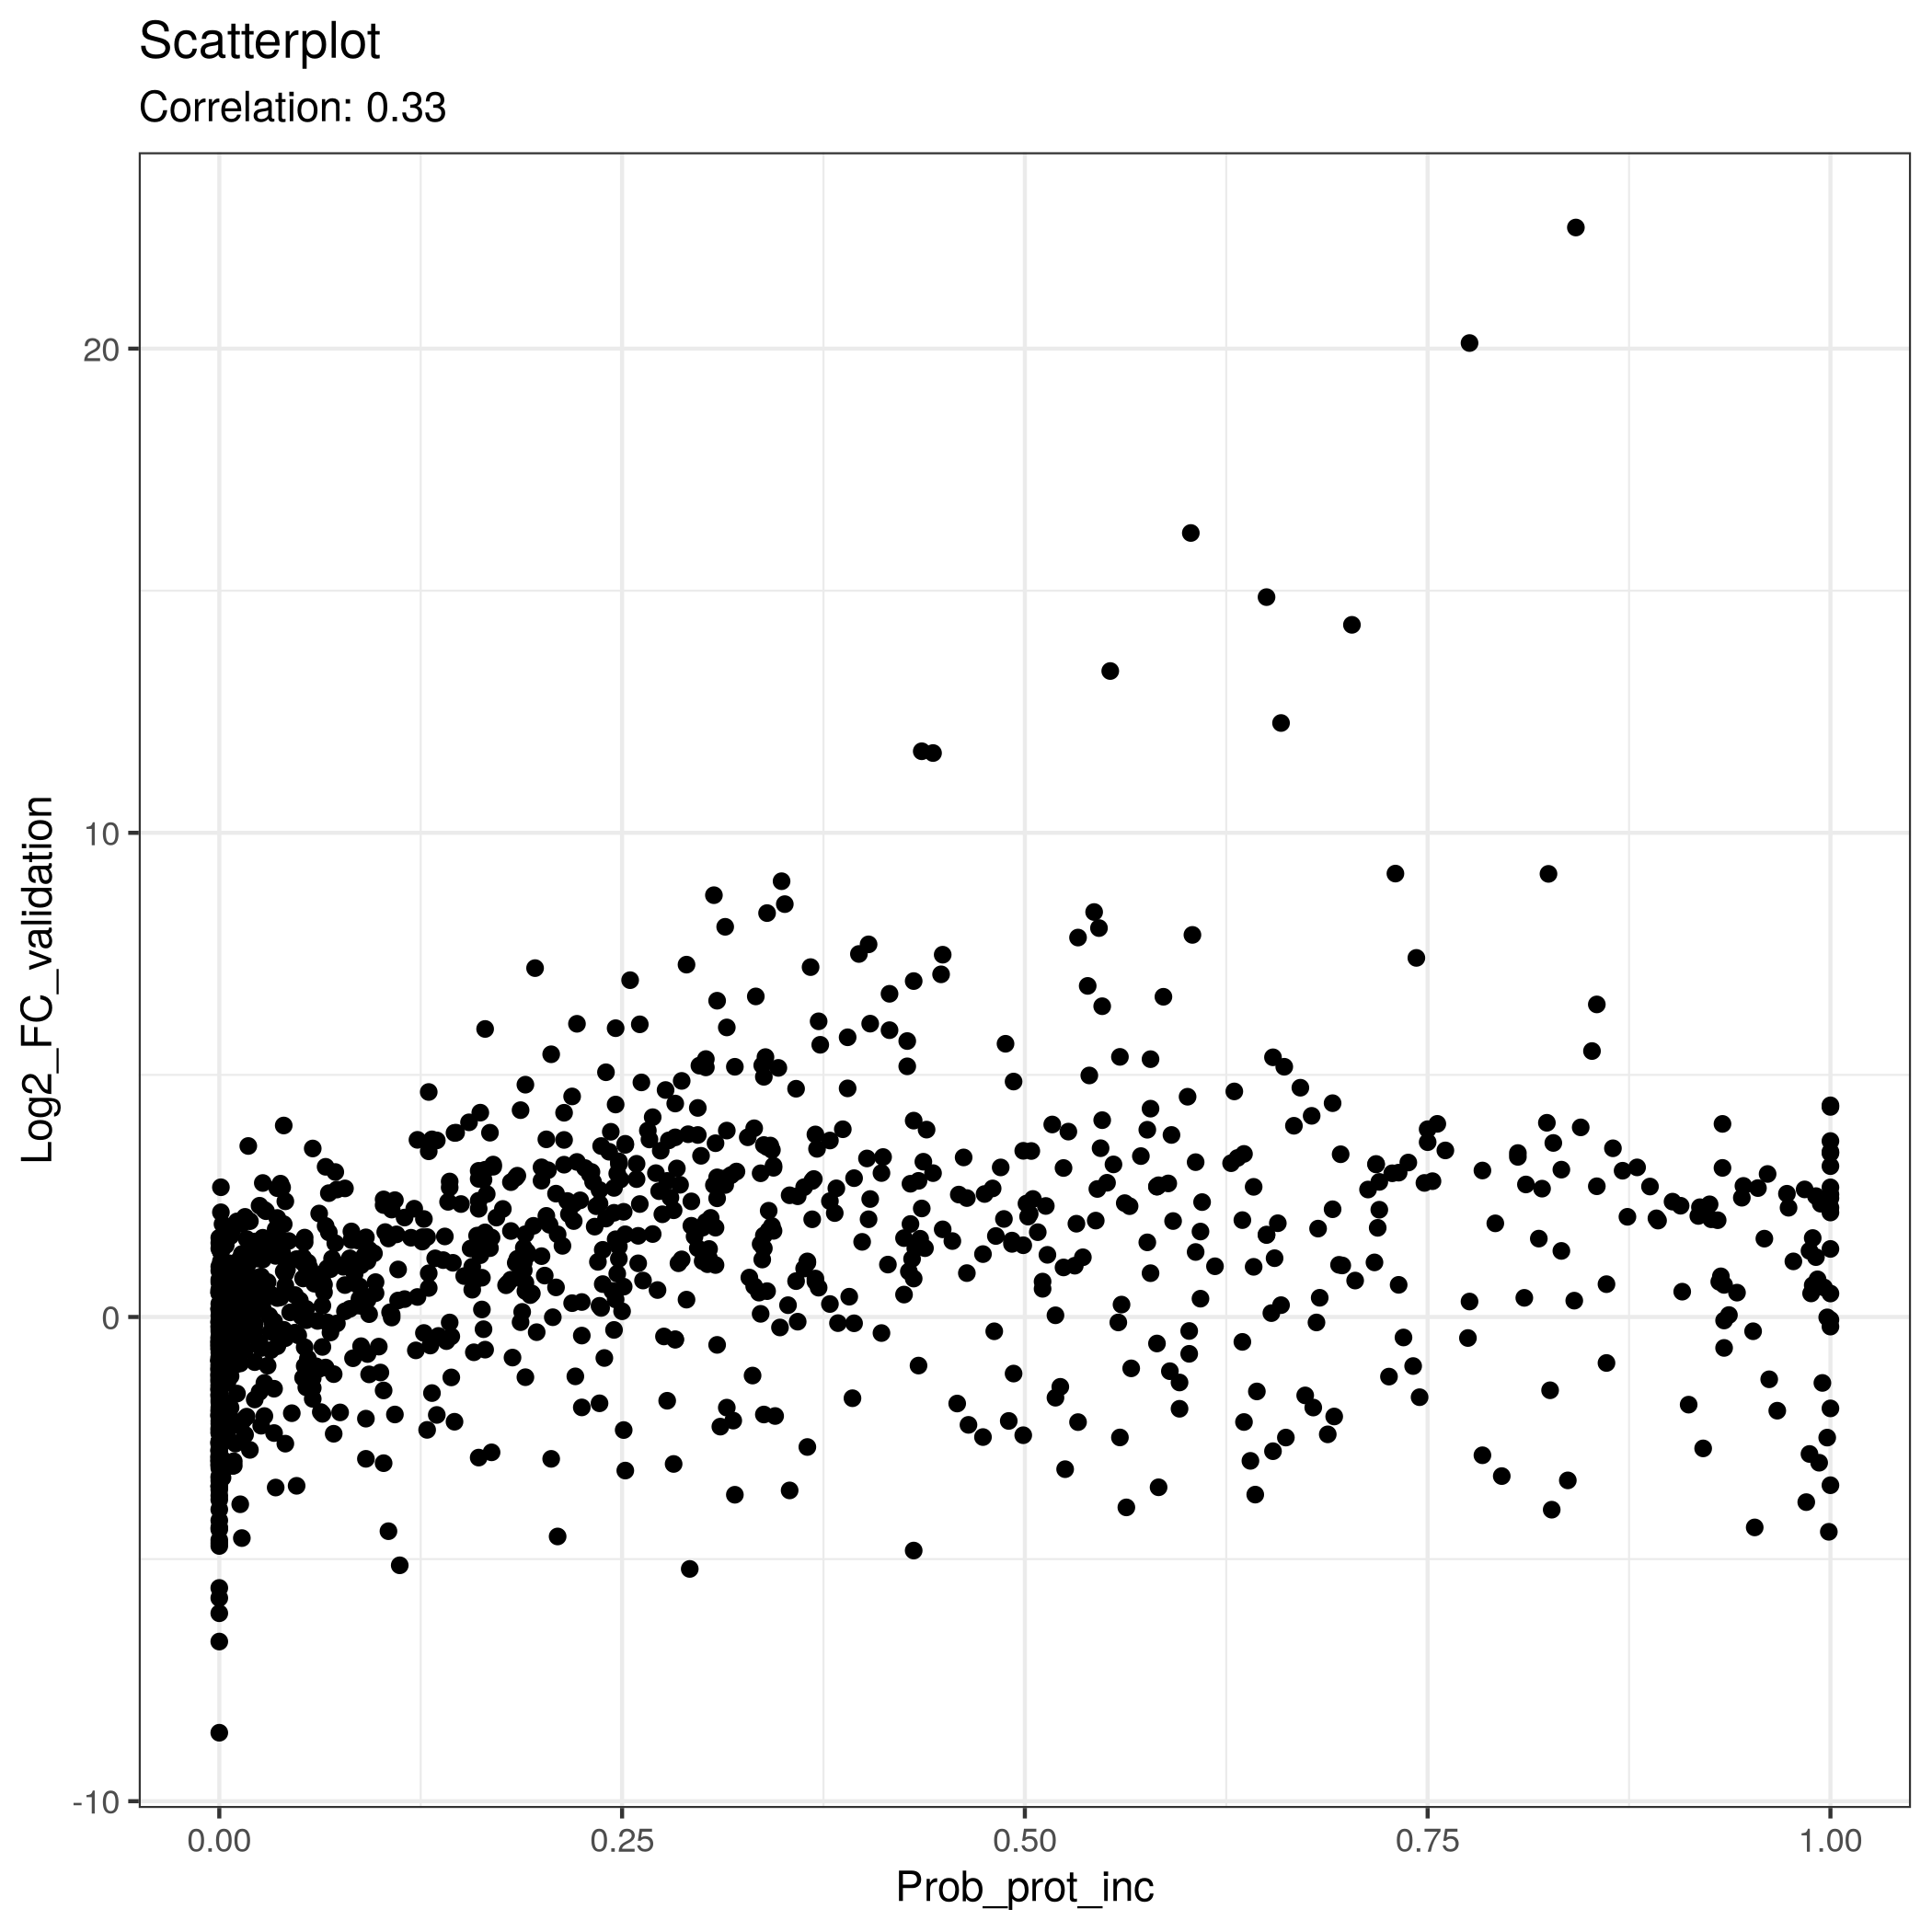 Scatterplot
Correlation: 0.33
Log2_FC_validation
20
10
0
-10
0.00 0.25 0.50 0.75 1.00
Prob_prot_inc